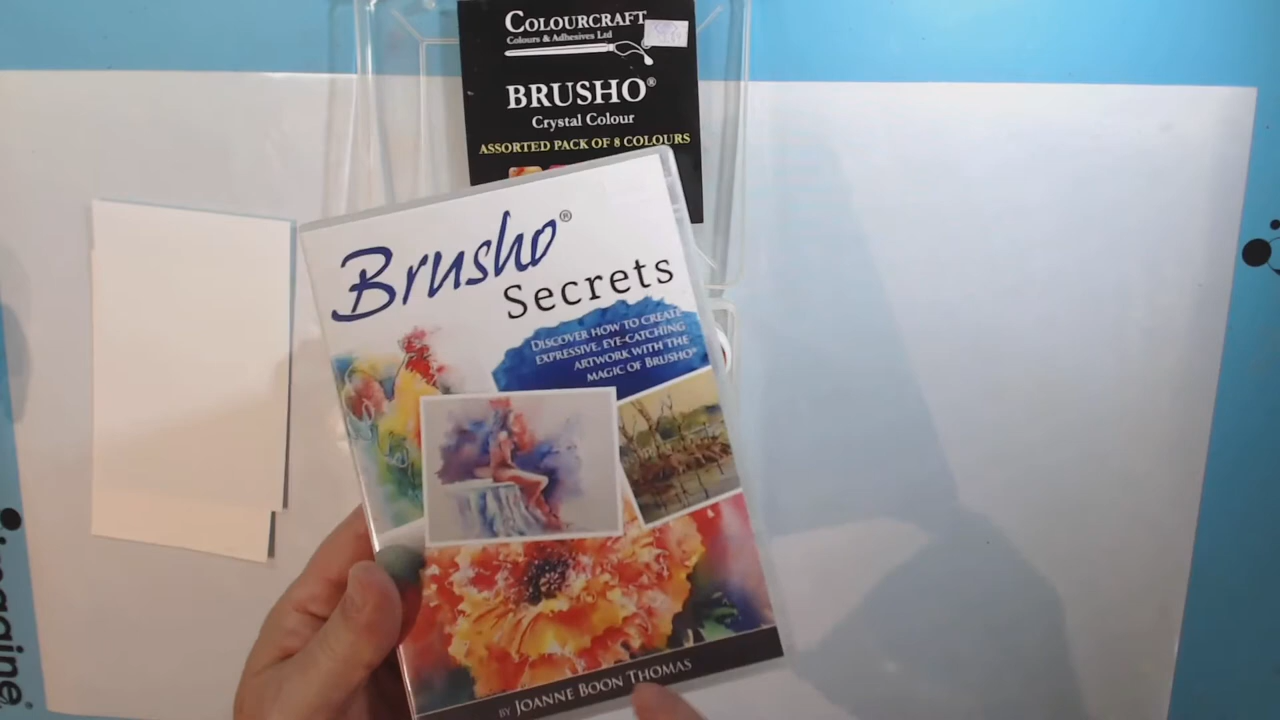 COLOURCRAFT
Colours & Adhesives Ltd
BRUSHO®
Crystal Colour
ASSORTED PACK OF 8 COLOURS
Brusho®
Secrets
DISCOVER HOW TO CREATE
EXPRESSIVE, EYE-CATCHING
ARTWORK WITH THE
MAGIC OF BRUSHO®
BY JOANNE BOON THOMAS
imagine®